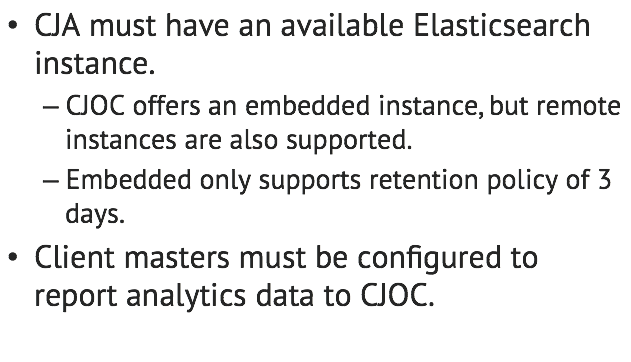 • CJA must have an available Elasticsearch
instance.
– CJOC offers an embedded instance, but remote
instances are also supported.
– Embedded only supports retention policy of 3
days.
• Client masters must be configured to
report analytics data to CJOC.